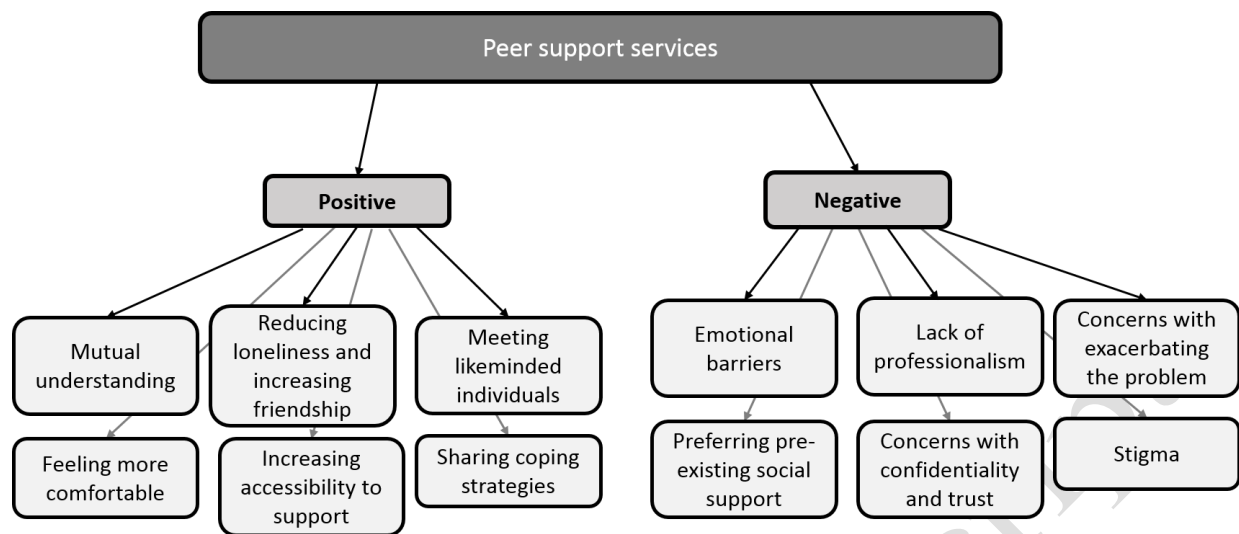 Peer support services
Positive
Negative
Mutual
understanding
Reducing
loneliness and
increasing
friendship
Meeting
likeminded
individuals
Emotional
barriers
Lack of
professionalism
Concerns with
exacerbating
the problem
Feeling more
comfortable
Increasing
accessibility to
support
Sharing coping
strategies
Preferring pre-
existing social
support
Concerns with
confidentiality
and trust
Stigma